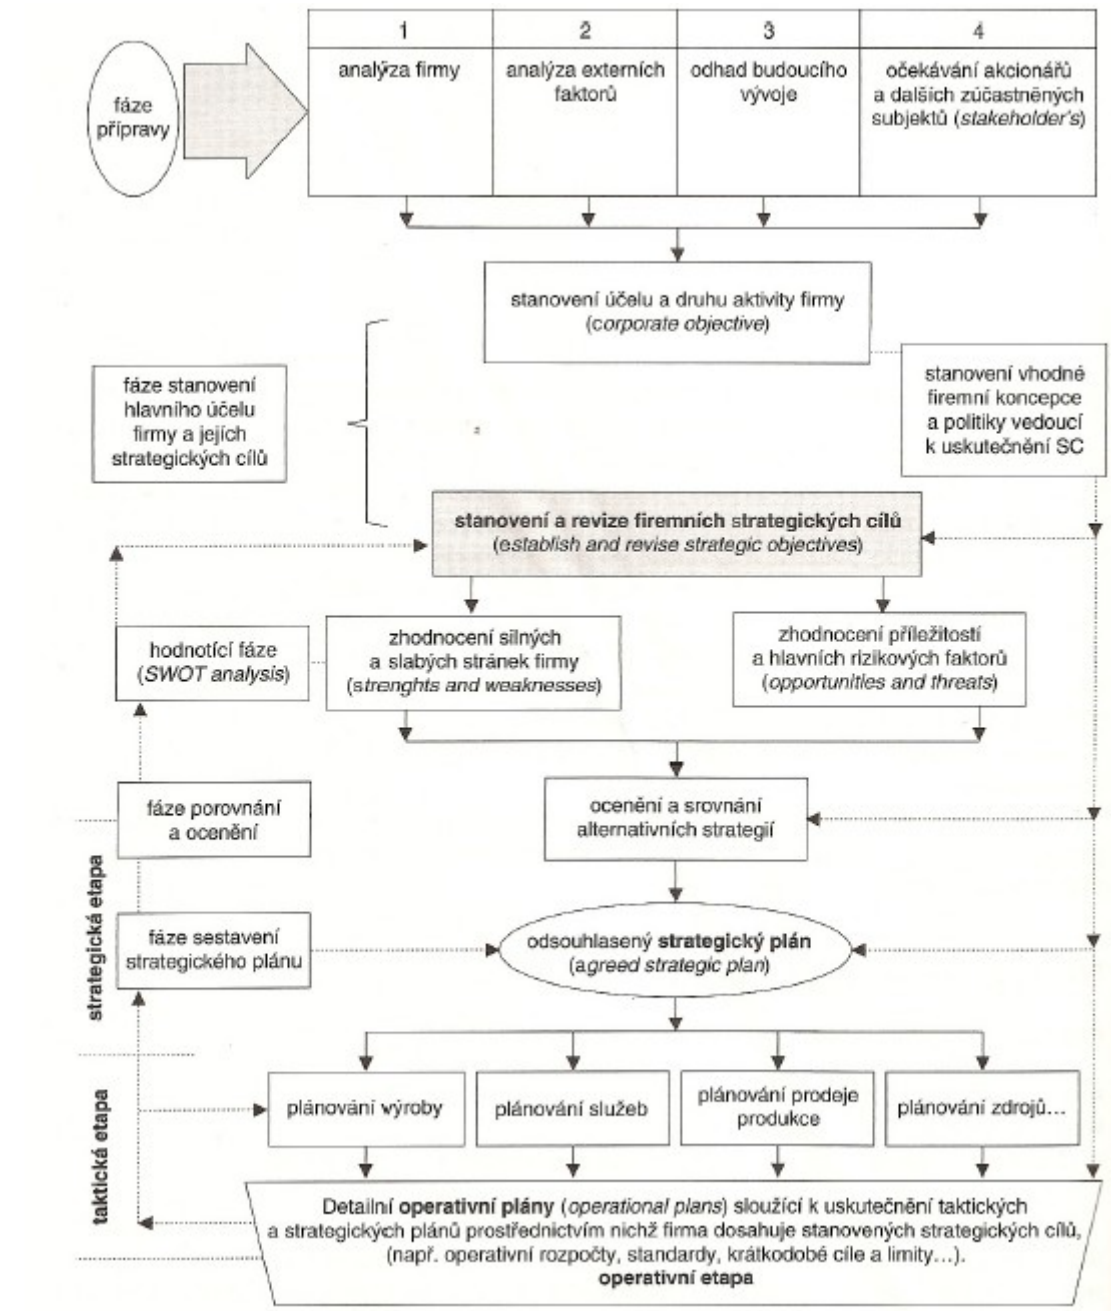 1
2
3
4
fáze
přípravy
analýza firmy
analýza externích
faktorů
odhad budoucího
vývoje
očekávání akcionářů
a dalších zúčastněných
subjektů (stakeholder's)
stanovení účelu a druhu aktivity firmy
(corporate objective)
fáze stanovení
hlavního účelu
firmy a jejích
strategických cílů
stanovení vhodné
firemní koncepce
a politiky vedoucí
k uskutečnění SC
stanovení a revize firemních strategických cílů
(establish and revise strategic objectives)
hodnotící fáze
(SWOT analysis)
zhodnocení silných
a slabých stránek firmy
(strenghts and weaknesses)
zhodnocení příležitostí
a hlavních rizikových faktorů
(opportunities and threats)
fáze porovnání
a ocenění
ocenění a srovnání
alternativních strategií
strategická etapa
fáze sestavení
strategického plánu
odsouhlasený strategický plán
(agreed strategic plan)
taktická etapa
plánování výroby
plánování služeb
plánování prodeje
produkce
plánování zdrojů...
Detailní operativní plány (operational plans) sloužící k uskutečnění taktických
a strategických plánů prostřednictvím nichž firma dosahuje stanovených strategických cílů,
(např. operativní rozpočty, standardy, krátkodobé cíle a limity...).
operativní etapa